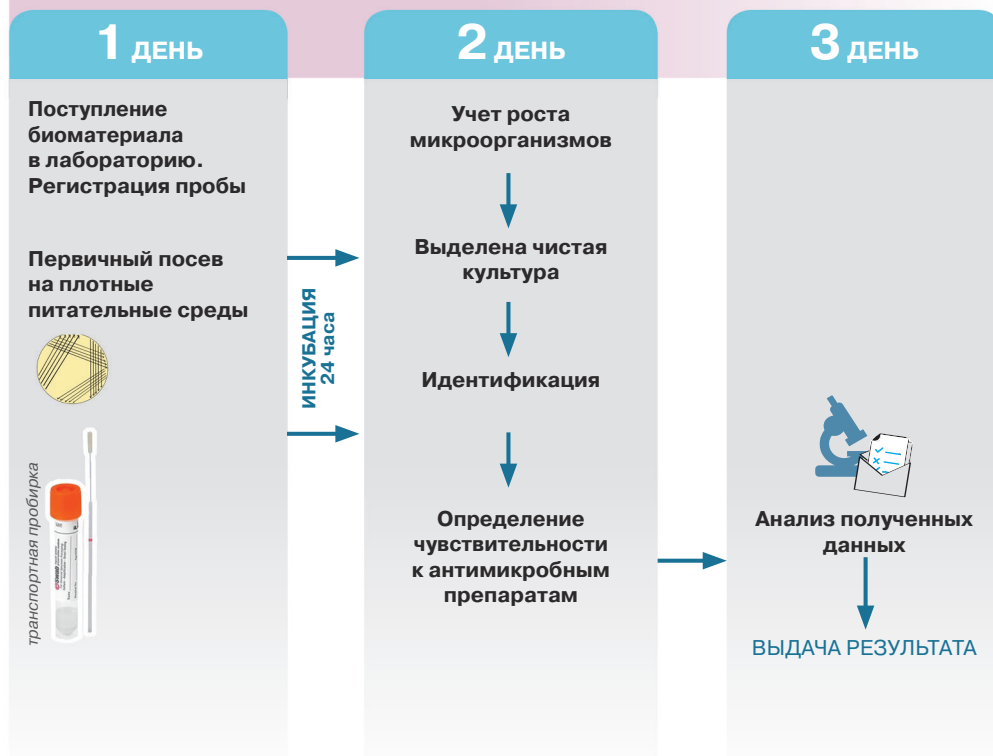 1 ДЕНЬ
Поступление
биоматериала
в лабораторию.
Регистрация пробы
Первичный посев
на плотные
питательные среды
транспортная пробирка
ИНКУБАЦИЯ
24 часа
2 ДЕНЬ
Учет роста
микроорганизмов
Выделена чистая
культура
Идентификация
Определение
чувствительности
к антимикробным
препаратам
3 ДЕНЬ
Анализ полученных
данных
ВЫДАЧА РЕЗУЛЬТАТА